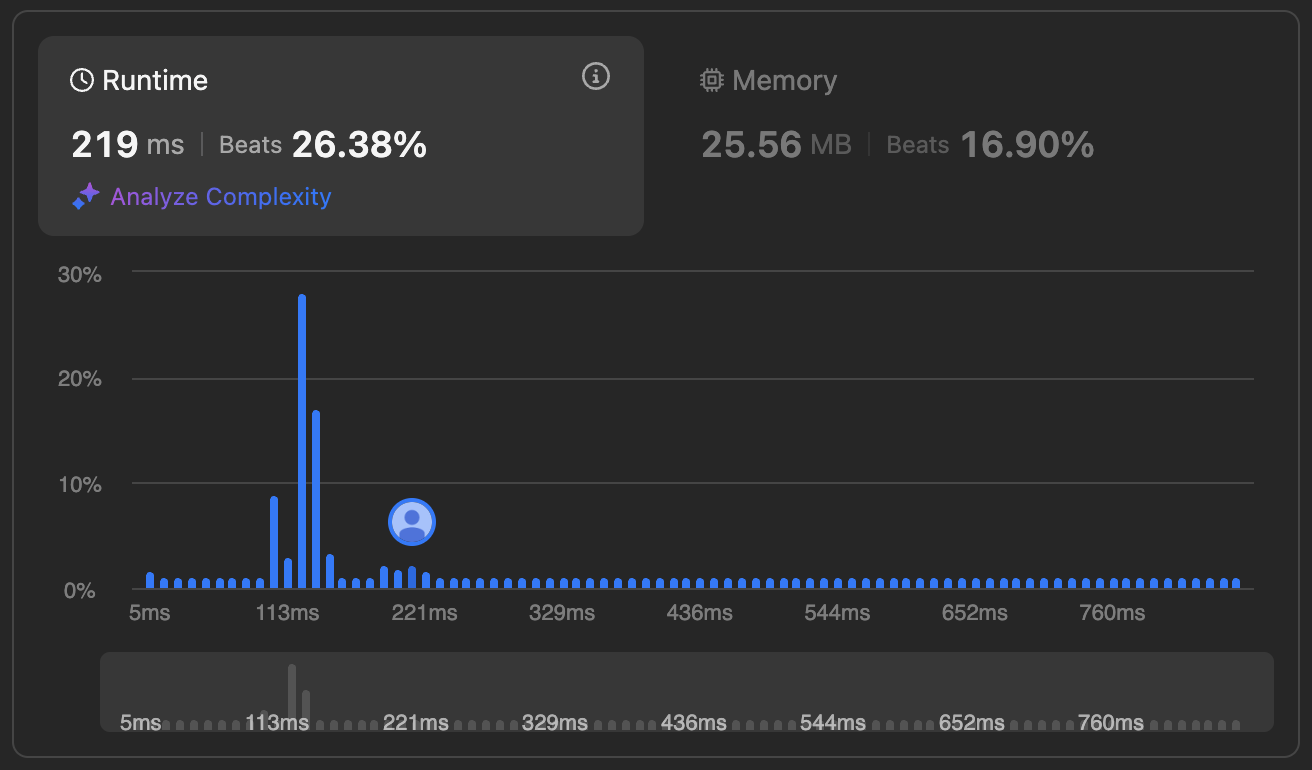 Runtime
219 ms | Beats 26.38%
Analyze Complexity
Memory
25.56 MB | Beats 16.90%
30%
20%
10%
0%
5ms 113ms 221ms 329ms 436ms 544ms 652ms 760ms
5ms 113ms 221ms 329ms 436ms 544ms 652ms 760ms